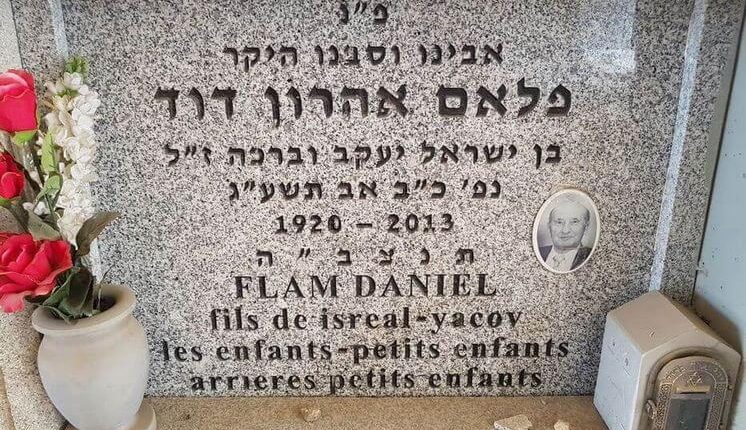 פ״נ
אבינו וסבנו היקר
פלאם אהרון דוד
בן ישראל יעקב וברכה ז״ל
נפ׳ כ״ב אב תשע״ג
1920 – 2013
ת נ צ ב ״ ה
FLAM DANIEL
fils de isreal-yacov
les enfants-petits enfants
arrieres petits enfants